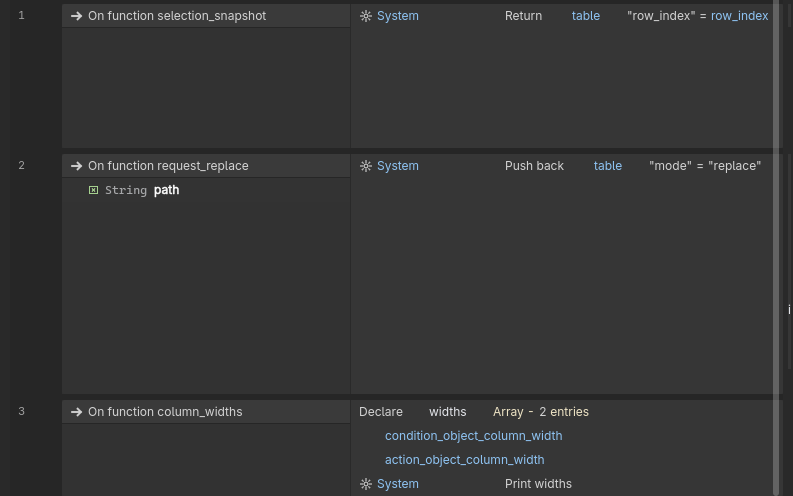 1 On function selection_snapshot System Return table "row_index" = row_index
2 On function request_replace System Push back table "mode" = "replace"
String path
i
3 On function column_widths Declare widths Array - 2 entries
condition_object_column_width
action_object_column_width
System Print widths